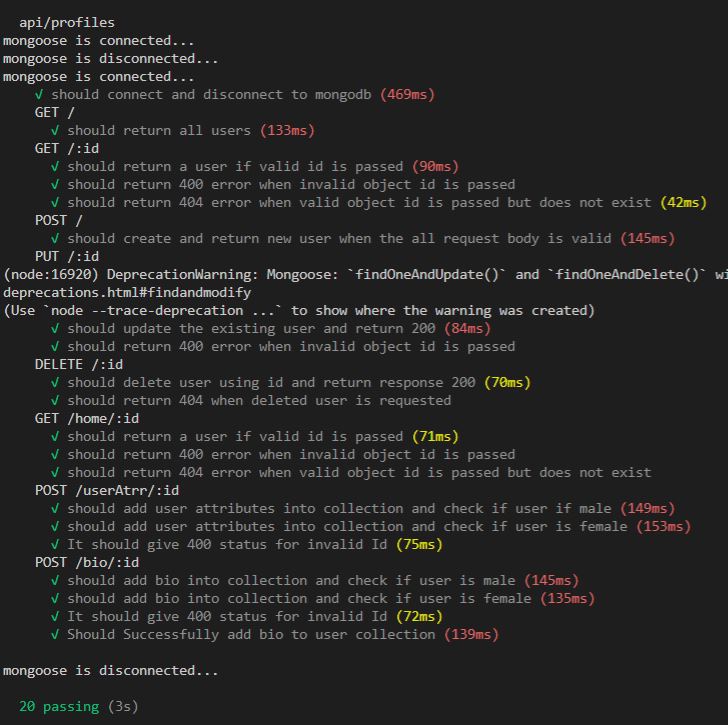 api/profiles
mongoose is connected...
mongoose is disconnected...
mongoose is connected...
√ should connect and disconnect to mongodb (469ms)
GET /
√ should return all users (133ms)
GET /:id
√ should return a user if valid id is passed (90ms)
√ should return 400 error when invalid object id is passed
√ should return 404 error when valid object id is passed but does not exist (42ms)
POST /
√ should create and return new user when the all request body is valid (145ms)
PUT /:id
(node:16920) DeprecationWarning: Mongoose: `findOneAndUpdate()` and `findOneAndDelete()` wi
deprecations.html#findandmodify
(Use `node --trace-deprecation ...` to show where the warning was created)
√ should update the existing user and return 200 (84ms)
√ should return 400 error when invalid object id is passed
DELETE /:id
√ should delete user using id and return response 200 (70ms)
√ should return 404 when deleted user is requested
GET /home/:id
√ should return a user if valid id is passed (71ms)
√ should return 400 error when invalid object id is passed
√ should return 404 error when valid object id is passed but does not exist
POST /userAtrr/:id
√ should add user attributes into collection and check if user if male (149ms)
√ should add user attributes into collection and check if user is female (153ms)
√ It should give 400 status for invalid Id (75ms)
POST /bio/:id
√ should add bio into collection and check if user is male (145ms)
√ should add bio into collection and check if user is female (135ms)
√ It should give 400 status for invalid Id (72ms)
√ Should Successfully add bio to user collection (139ms)
mongoose is disconnected...
20 passing (3s)